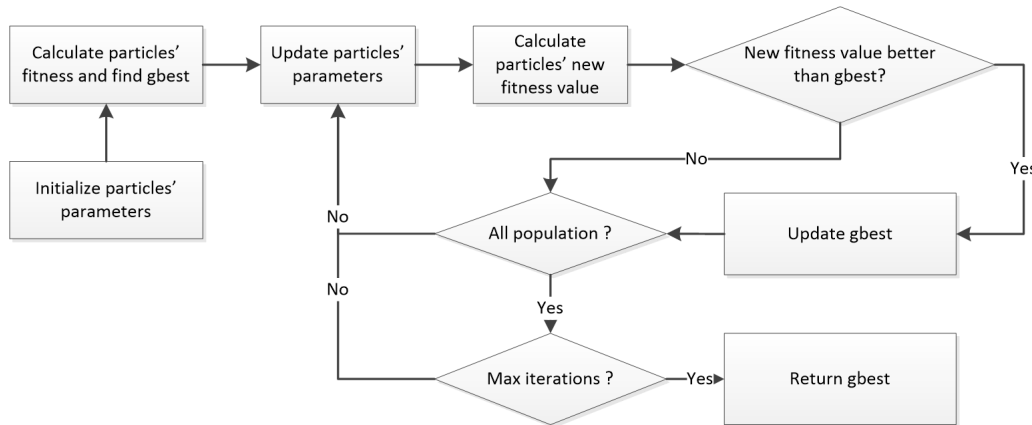 Calculate particles’
fitness and find gbest
Update particles’
parameters
Calculate
particles’ new
fitness value
New fitness value better
than gbest?
No
Yes
Initialize particles’
parameters
No
All population ?
Update gbest
No
Yes
Max iterations ?
Yes
Return gbest